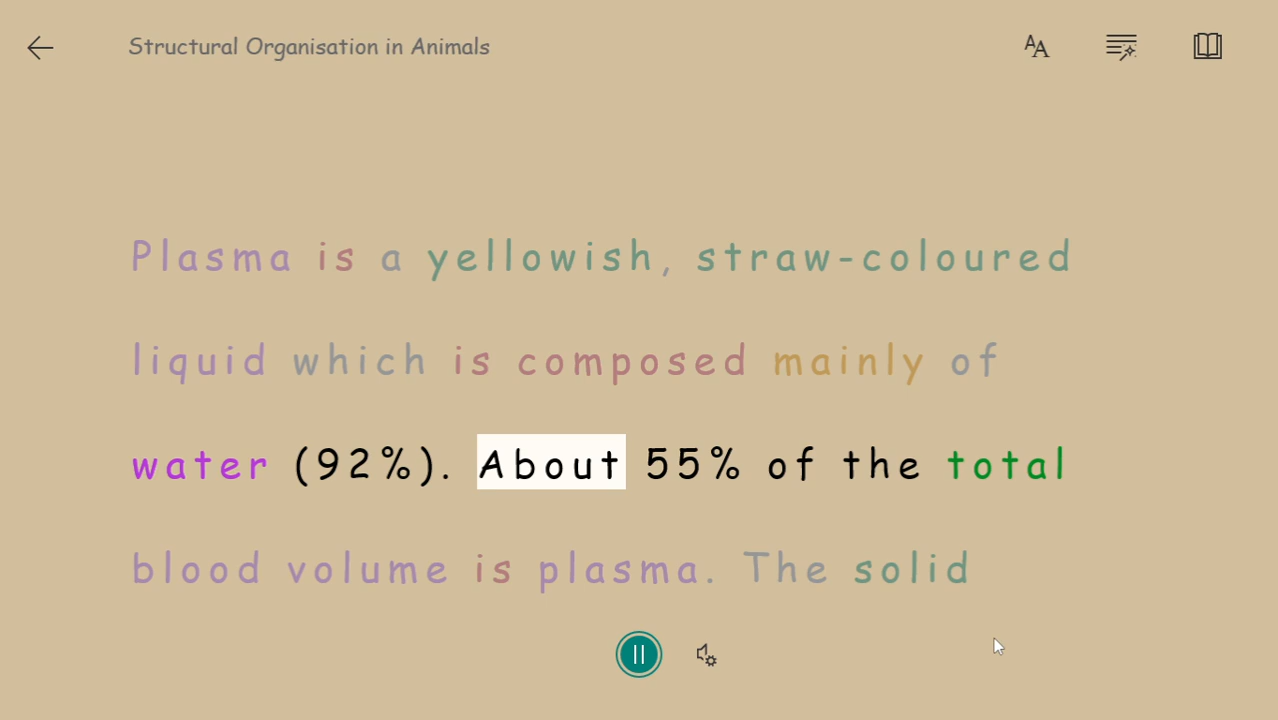 Structural Organisation in Animals
Plasma is a yellowish, straw-coloured
liquid which is composed mainly of
water (92%). About 55% of the total
blood volume is plasma. The solid